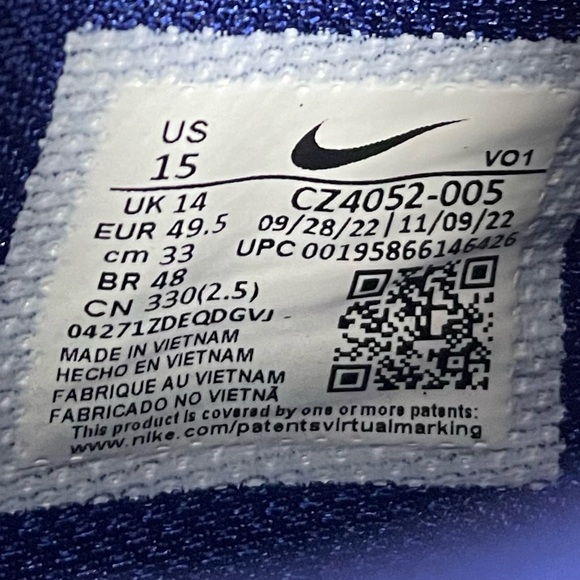 US
15
VO1
UK 14
CZ4052-005
EUR 49.5
09/28/22 | 11/09/22
cm 33
UPC 00195866146426
BR 48
CN 330(2.5)
04271ZDEQDGVJ -
MADE IN VIETNAM
HECHO EN VIETNAM
FABRIQUE AU VIETNAM
FABRICADO NO VIETNÃ
This product is covered by one or more patents:
www.nike.com/patentsvirtualmarking